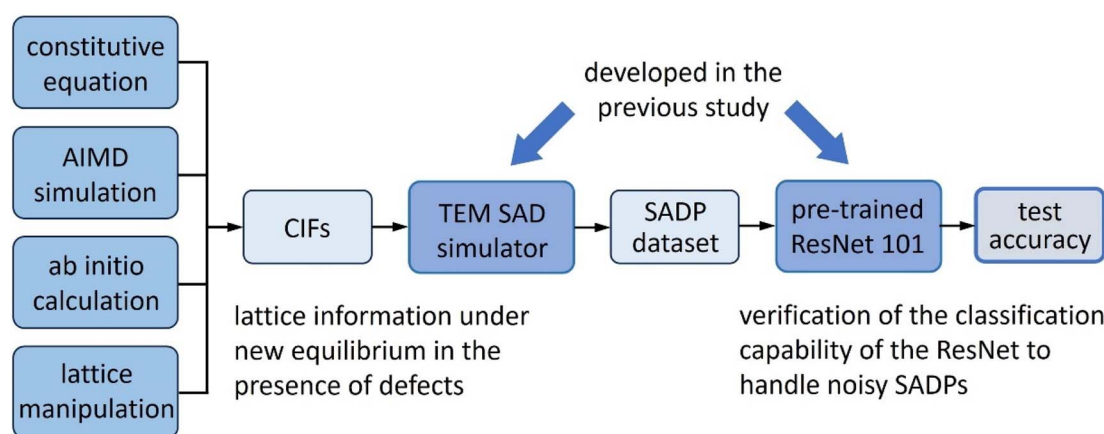 constitutive
equation
AIMD
simulation
ab initio
calculation
lattice
manipulation
developed in the
previous study
CIFs
TEM SAD
simulator
SADP
dataset
pre-trained
ResNet 101
test
accuracy
lattice information under
new equilibrium in the
presence of defects
verification of the classification
capability of the ResNet to
handle noisy SADPs